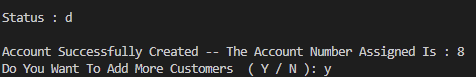 Status : d
Account Successfully Created -- The Account Number Assigned Is : 8
Do You Want To Add More Customers  ( Y / N ): y